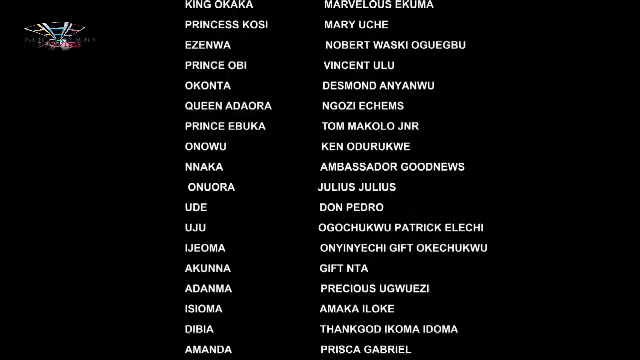 KING OKAKA MARVELOUS EKUMA
PRINCESS KOSI MARY UCHE
EZENWA NOBERT WASKI OGUEGBU
PRINCE OBI VINCENT ULU
OKONTA DESMOND ANYANWU
QUEEN ADAORA NGOZI ECHEMS
PRINCE EBUKA TOM MAKOLO JNR
ONOWU KEN ODURUKWE
NNAKA AMBASSADOR GOODNEWS
ONUORA JULIUS JULIUS
UDE DON PEDRO
UJU OGOCHUKWU PATRICK ELECHI
IJEOMA ONYINYECHI GIFT OKECHUKWU
AKUNNA GIFT NTA
ADANMA PRECIOUS UGWUEZI
ISIOMA AMAKA ILOKE
DIBIA THANKGOD IKOMA IDOMA
AMANDA PRISCA GABRIEL